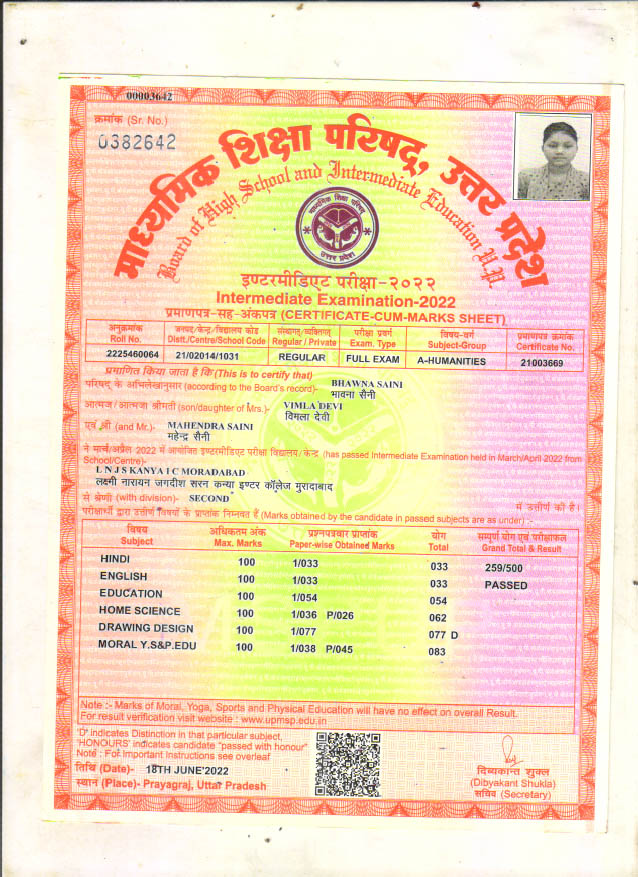 00003642
क्रमांक (Sr. No.)
0382642
माध्यमिक शिक्षा परिषद्, उत्तर प्रदेश
Board of High School and Intermediate Education U.P.
माध्यमिक शिक्षा परिषद
उत्तर प्रदेश
इण्टरमीडिएट परीक्षा-२०२२
Intermediate Examination-2022
प्रमाणपत्र-सह-अंकपत्र (CERTIFICATE-CUM-MARKS SHEET)
अनुक्रमांक जनपद/केन्द्र/विद्यालय कोड संस्थागत/व्यक्तिगत परीक्षा प्रकार विषय-वर्ग प्रमाणपत्र क्रमांक
Roll No. Distt./Centre/School Code Regular / Private Exam. Type Subject-Group Certificate No.
2225460064 21/02014/1031 REGULAR FULL EXAM A-HUMANITIES 21003669
प्रमाणित किया जाता है कि (This is to certify that)
परिषद् के अभिलेखानुसार (according to the Board's record)- BHAWNA SAINI
भावना सैनी
आत्मज/आत्मजा श्रीमती (son/daughter of Mrs.)- VIMLA DEVI
विमला देवी
एवं श्री (and Mr.)- MAHENDRA SAINI
महेन्द्र सैनी
ने मार्च/अप्रैल 2022 में आयोजित इण्टरमीडिएट परीक्षा विद्यालय/केन्द्र (has passed Intermediate Examination held in March/April-2022 from
School/Centre)-
L N J S KANYA I C MORADABAD
लक्ष्मी नारायन जगदीश सरन कन्या इण्टर कॉलेज मुरादाबाद
से श्रेणी (with division)- SECOND में उत्तीर्ण की है।
परीक्षार्थी द्वारा उत्तीर्ण विषयों के प्राप्तांक निम्नवत हैं (Marks obtained by the candidate in passed subjects are as under) :-
विषय अधिकतम अंक प्रश्नपत्रवार प्राप्तांक योग सम्पूर्ण योग एवं परीक्षाफल
Subject Max. Marks Paper-wise Obtained Marks Total Grand Total & Result
HINDI 100 1/033 033 259/500
ENGLISH 100 1/033 033 PASSED
EDUCATION 100 1/054 054
HOME SCIENCE 100 1/036 P/026 062
DRAWING DESIGN 100 1/077 077 D
MORAL Y.S&P.EDU 100 1/038 P/045 083
Note :- Marks of Moral, Yoga, Sports and Physical Education will have no effect on overall Result.
For result verification visit website : www.upmsp.edu.in
'D' indicates Distinction in that particular subject,
'HONOURS' indicates candidate "passed with honour"
Note : For Important Instructions see overleaf
तिथि (Date)- 18TH JUNE'2022
स्थान (Place)- Prayagraj, Uttar Pradesh
दिव्यकान्त शुक्ल
(Dibyakant Shukla)
सचिव (Secretary)